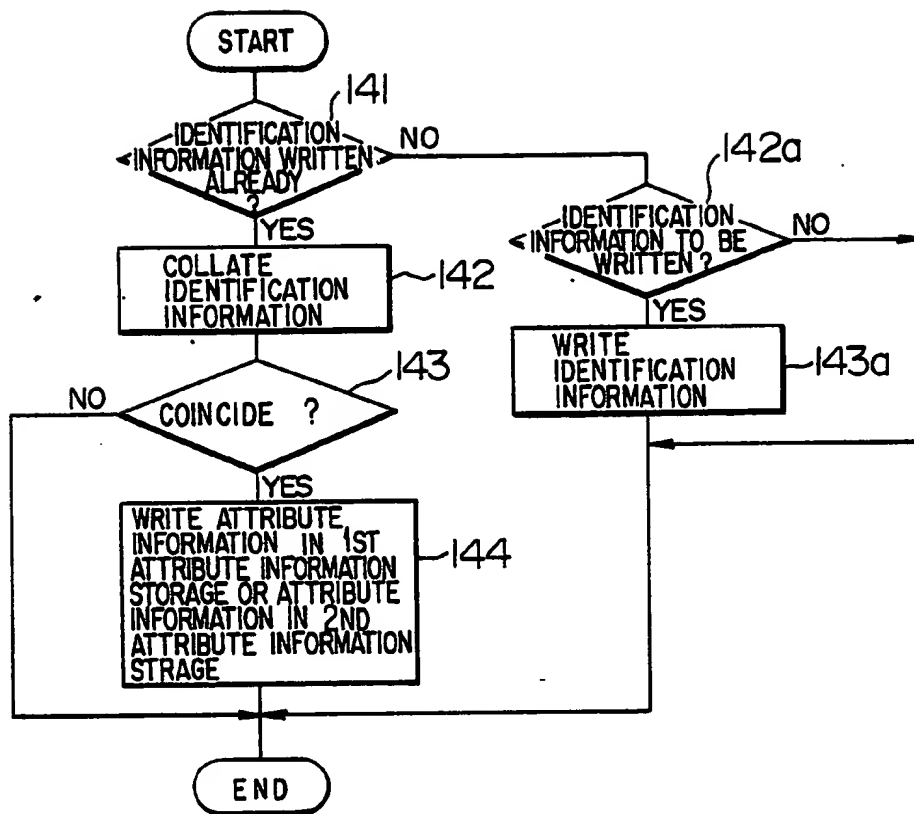 START
141
IDENTIFICATION
INFORMATION WRITTEN
ALREADY
?
NO
YES
142a
IDENTIFICATION
INFORMATION TO BE
WRITTEN ?
NO
YES
COLLATE
IDENTIFICATION
INFORMATION
142
WRITE
IDENTIFICATION
INFORMATION
143a
143
COINCIDE ?
NO
YES
WRITE ATTRIBUTE
INFORMATION IN 1ST
ATTRIBUTE INFORMATION
STORAGE OR ATTRIBUTE
INFORMATION IN 2ND
ATTRIBUTE INFORMATION
STRAGE
144
END